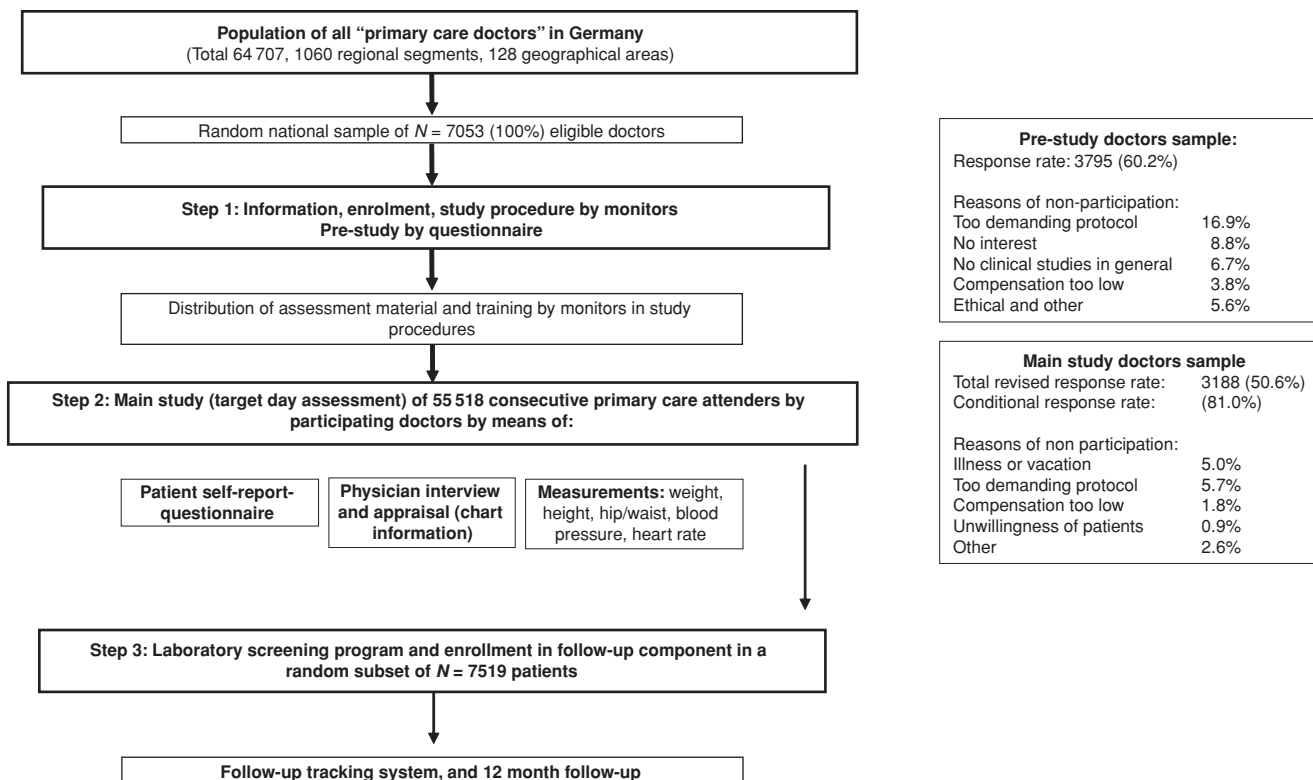 Population of all “primary care doctors” in Germany
(Total 64 707, 1060 regional segments, 128 geographical areas)
Random national sample of N = 7053 (100%) eligible doctors
Step 1: Information, enrolment, study procedure by monitors
Pre-study by questionnaire
Distribution of assessment material and training by monitors in study
procedures
Step 2: Main study (target day assessment) of 55 518 consecutive primary care attenders by
participating doctors by means of:
Patient self-report-
questionnaire
Physician interview
and appraisal (chart
information)
Measurements: weight,
height, hip/waist, blood
pressure, heart rate
Step 3: Laboratory screening program and enrollment in follow-up component in a
random subset of N = 7519 patients
Follow-up tracking system, and 12 month follow-up
Pre-study doctors sample:
Response rate: 3795 (60.2%)
Reasons of non-participation:
Too demanding protocol 16.9%
No interest 8.8%
No clinical studies in general 6.7%
Compensation too low 3.8%
Ethical and other 5.6%
Main study doctors sample
Total revised response rate: 3188 (50.6%)
Conditional response rate: (81.0%)
Reasons of non participation:
Illness or vacation 5.0%
Too demanding protocol 5.7%
Compensation too low 1.8%
Unwillingness of patients 0.9%
Other 2.6%